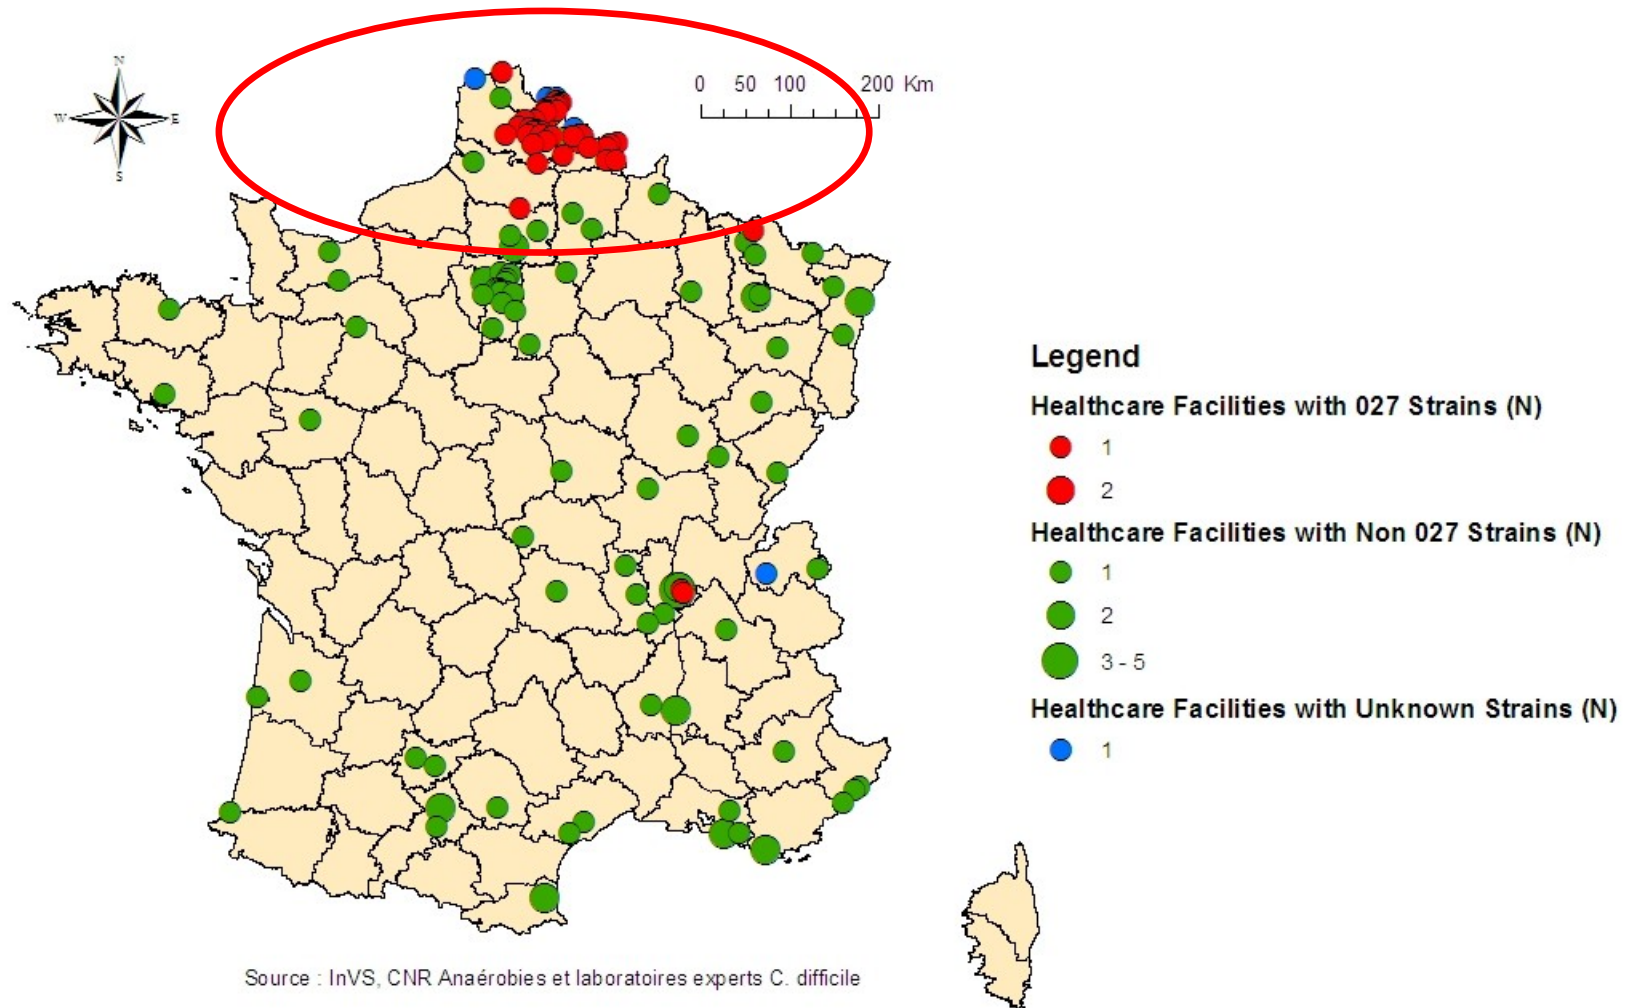 N
W E
S
0 50 100 200 Km
Legend
Healthcare Facilities with 027 Strains (N)
1
2
Healthcare Facilities with Non 027 Strains (N)
1
2
3 - 5
Healthcare Facilities with Unknown Strains (N)
1
Source : InVS, CNR Anaérobies et laboratoires experts C. difficile